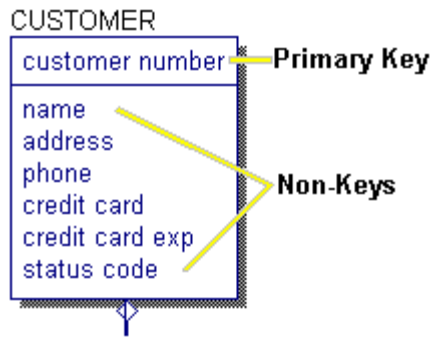 CUSTOMER
customer number
Primary Key
name
address
phone
Non-Keys
credit card
credit card exp
status code